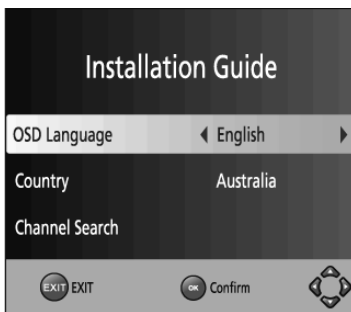 Installation Guide
OSD Language English
Country Australia
Channel Search
EXIT EXIT OK Confirm